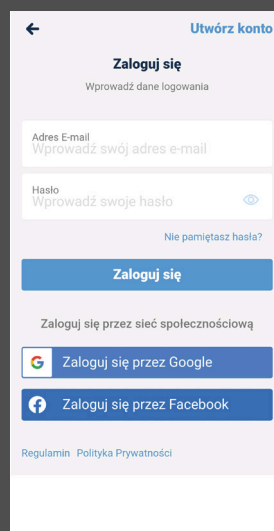 Utwórz konto
Zaloguj się
Wprowadź dane logowania
Adres E-mail
Wprowadź swój adres e-mail
Hasło
Wprowadź swoje hasło
Nie pamiętasz hasła?
Zaloguj się
Zaloguj się przez sieć społecznościową
Zaloguj się przez Google
Zaloguj się przez Facebook
Regulamin Polityka Prywatności